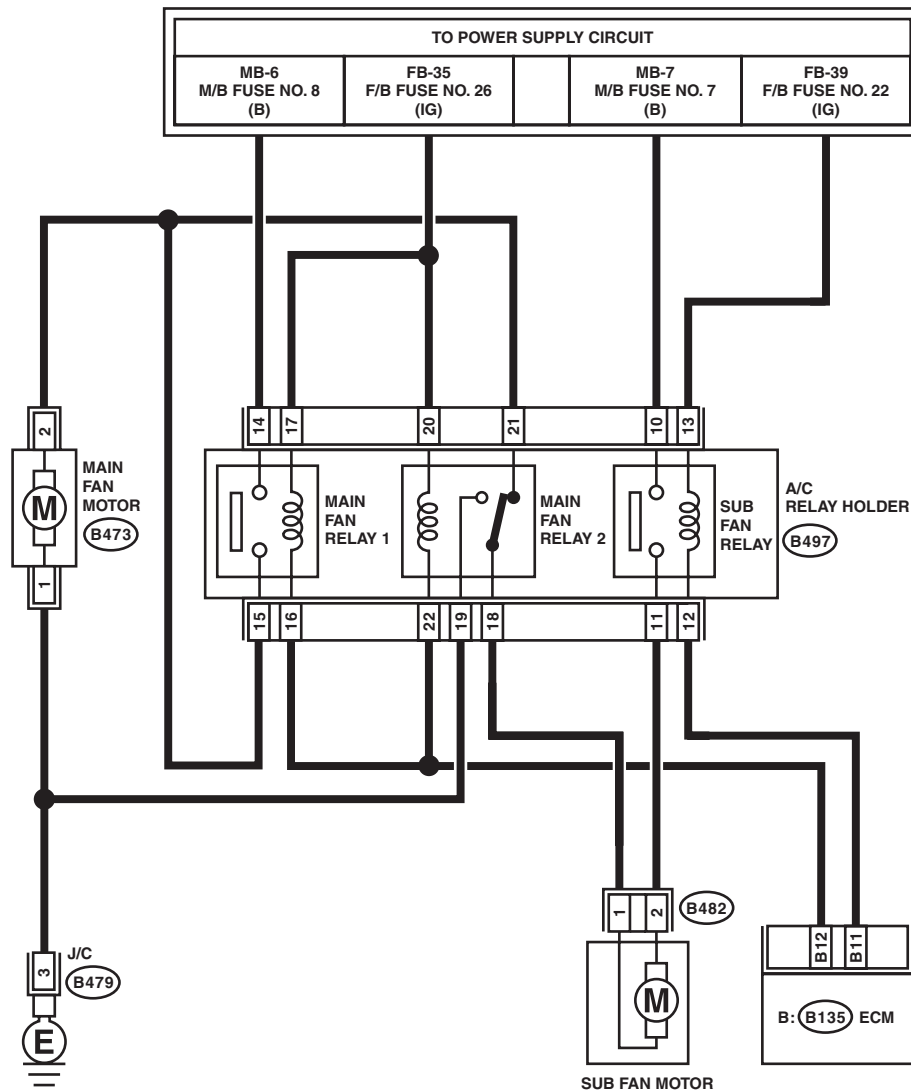 TO POWER SUPPLY CIRCUIT
MB-6
M/B FUSE NO. 8
(B)
FB-35
F/B FUSE NO. 26
(IG)
MB-7
M/B FUSE NO. 7
(B)
FB-39
F/B FUSE NO. 22
(IG)
14
17
20
21
10
13
2
M
1
MAIN
FAN
MOTOR
B473
MAIN
FAN
RELAY 1
MAIN
FAN
RELAY 2
SUB
FAN
RELAY
A/C
RELAY HOLDER
B497
15
16
22
19
18
11
12
J/C
3
B479
E
1
2
B482
M
SUB FAN MOTOR
B12
B11
B: B135 ECM